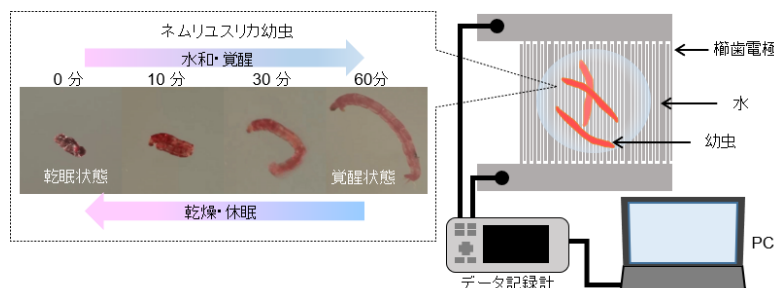 ネムリユスリカ幼虫
水和・覚醒
0 分 10 分 30 分 60分
乾眠状態 覚醒状態
乾燥・休眠
櫛歯電極
水
幼虫
PC
データ記録計